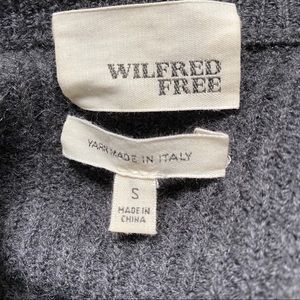 WILFRED
FREE
YARN MADE IN ITALY
S
MADE IN
CHINA